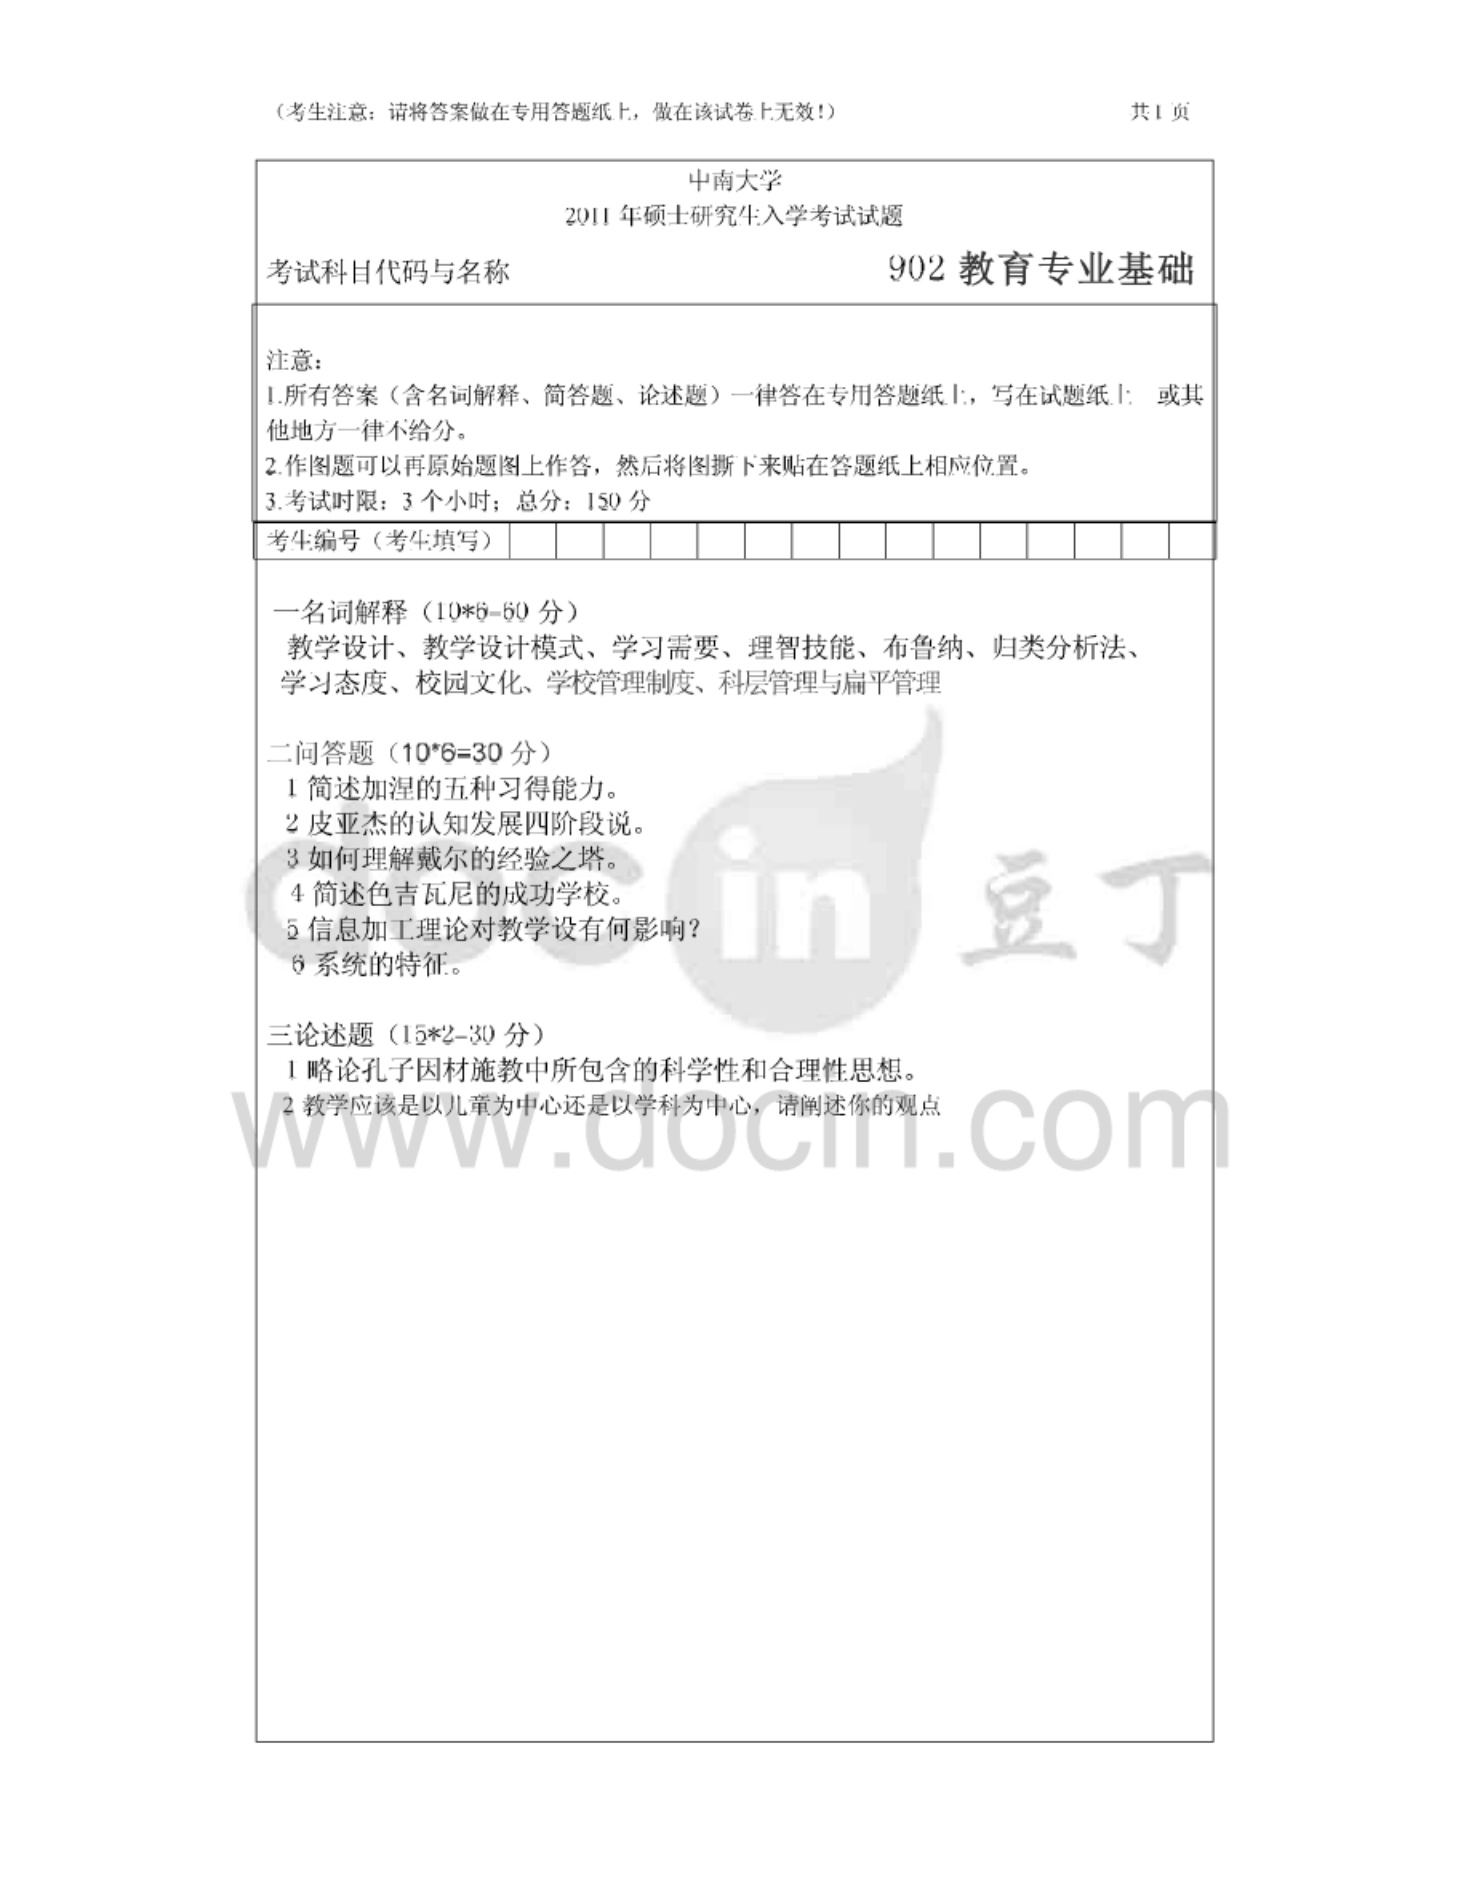 （考生注意：请将答案做在专用答题纸上，做在该试卷上无效！） 共 1 页
中南大学
2011 年硕士研究生入学考试试题
考试科目代码与名称 902 教育专业基础
注意：
1.所有答案（含名词解释、简答题、论述题）一律答在专用答题纸上，写在试题纸上 或其
他地方一律不给分。
2.作图题可以再原始题图上作答，然后将图撕下来贴在答题纸上相应位置。
3.考试时限：3 个小时；总分：150 分
考生编号（考生填写）
一名词解释（10*6=60 分）
教学设计、教学设计模式、学习需要、理智技能、布鲁纳、归类分析法、
学习态度、校园文化、学校管理制度、科层管理与扁平管理
二问答题（10*6=30 分）
1 简述加涅的五种习得能力。
2 皮亚杰的认知发展四阶段说。
3 如何理解戴尔的经验之塔。
4 简述色吉瓦尼的成功学校。
5 信息加工理论对教学设有何影响？
6 系统的特征。
三论述题（15*2=30 分）
1 略论孔子因材施教中所包含的科学性和合理性思想。
2 教学应该是以儿童为中心还是以学科为中心，请阐述你的观点
docin 豆丁
www.docin.com